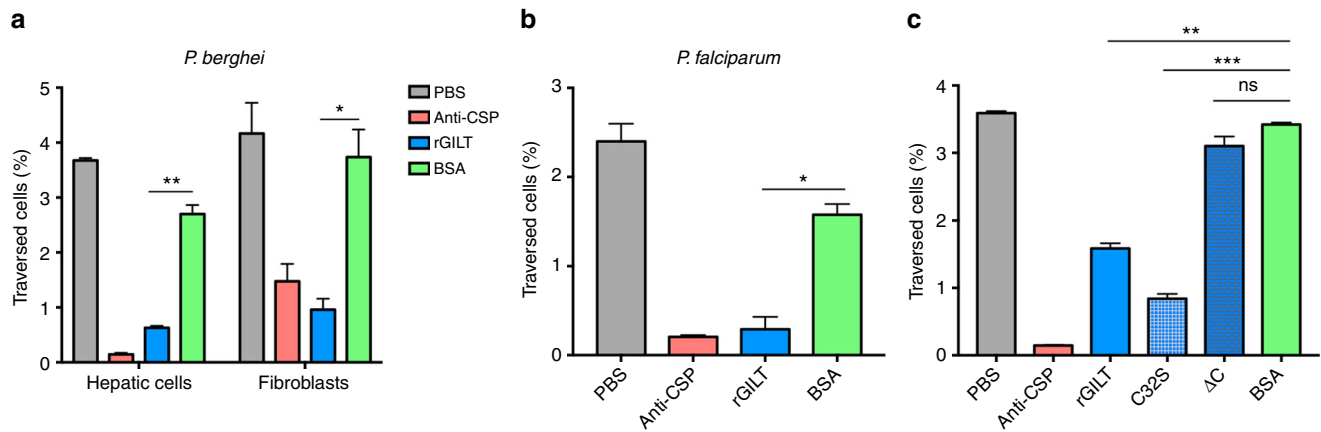 a
P. berghei
Traversed cells (%)
5
4
3
2
1
0
**
*
Hepatic cells
Fibroblasts
PBS
Anti-CSP
rGILT
BSA
b
P. falciparum
Traversed cells (%)
3
2
1
0
*
PBS
Anti-CSP
rGILT
BSA
c
**
***
ns
Traversed cells (%)
4
3
2
1
0
PBS
Anti-CSP
rGILT
C32S
ΔC
BSA